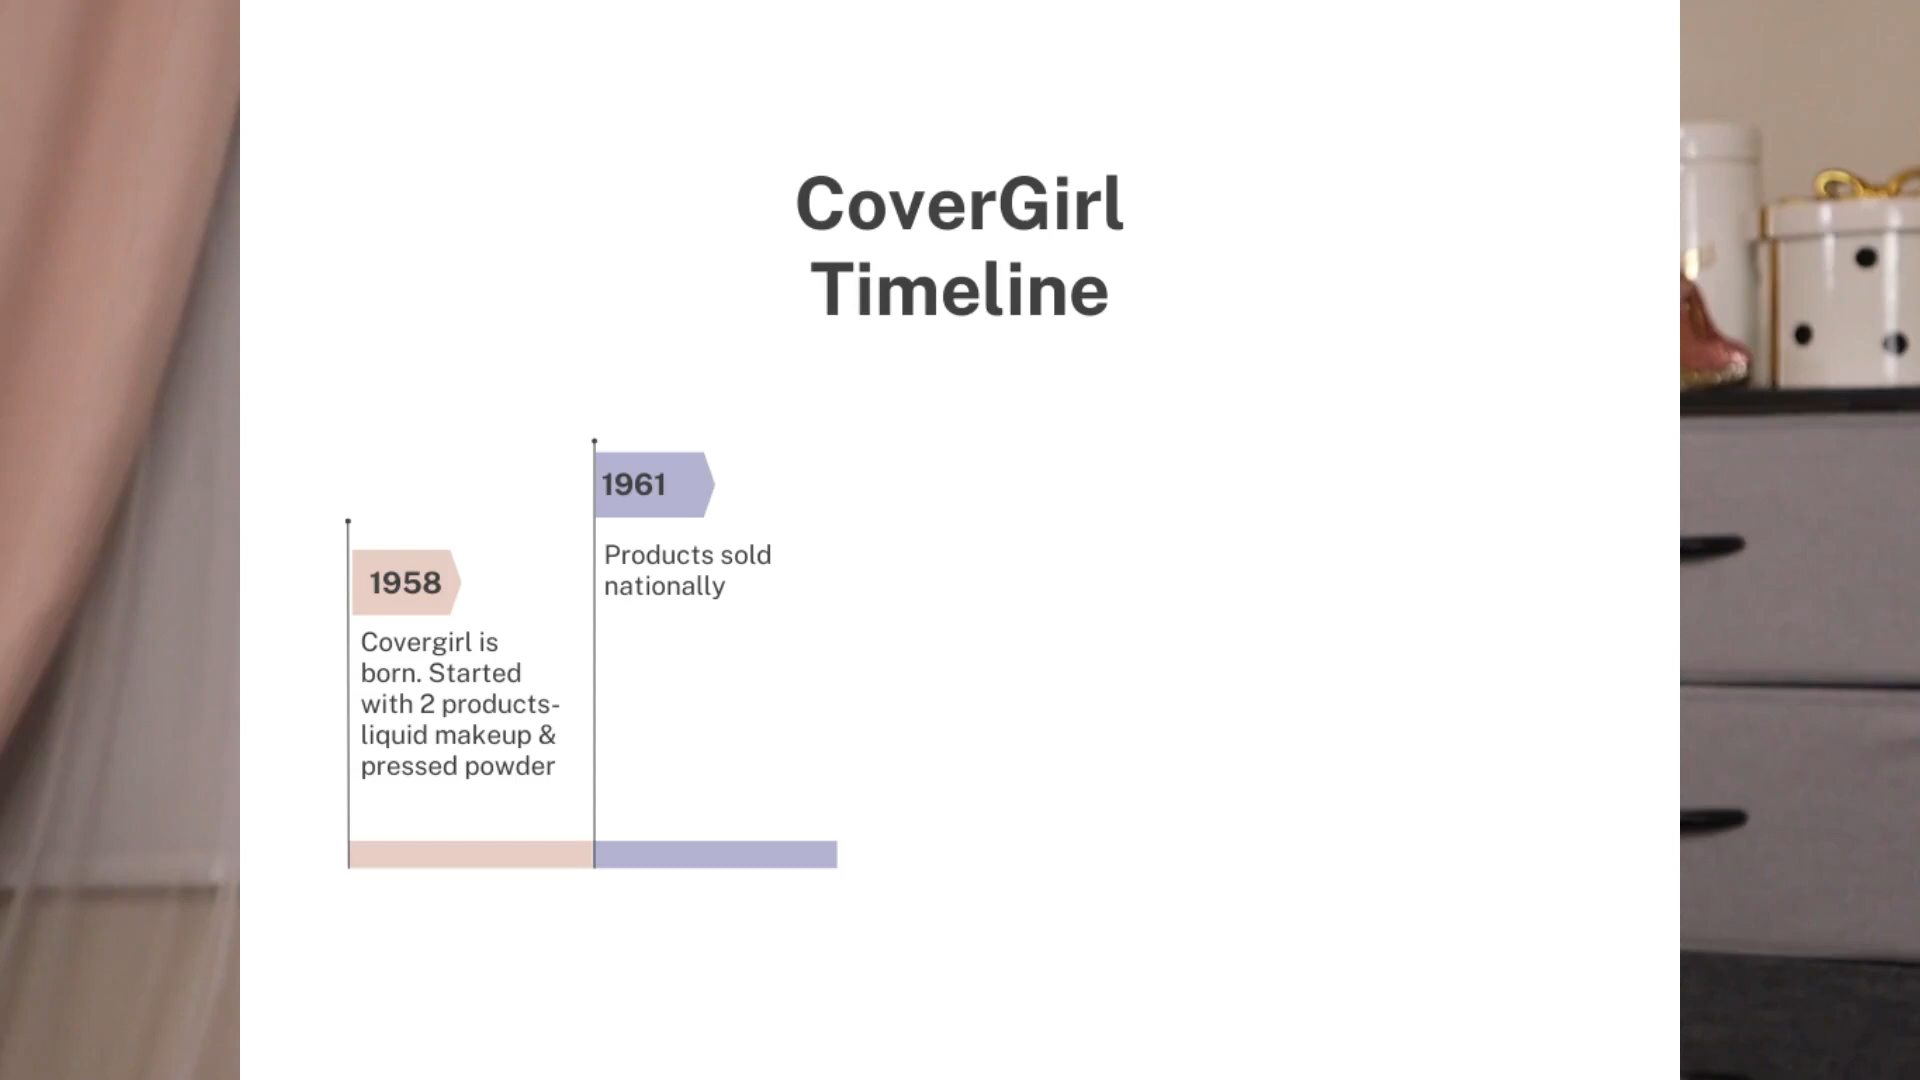 CoverGirl
Timeline
1961
Products sold
nationally
1958
Covergirl is
born. Started
with 2 products-
liquid makeup &
pressed powder